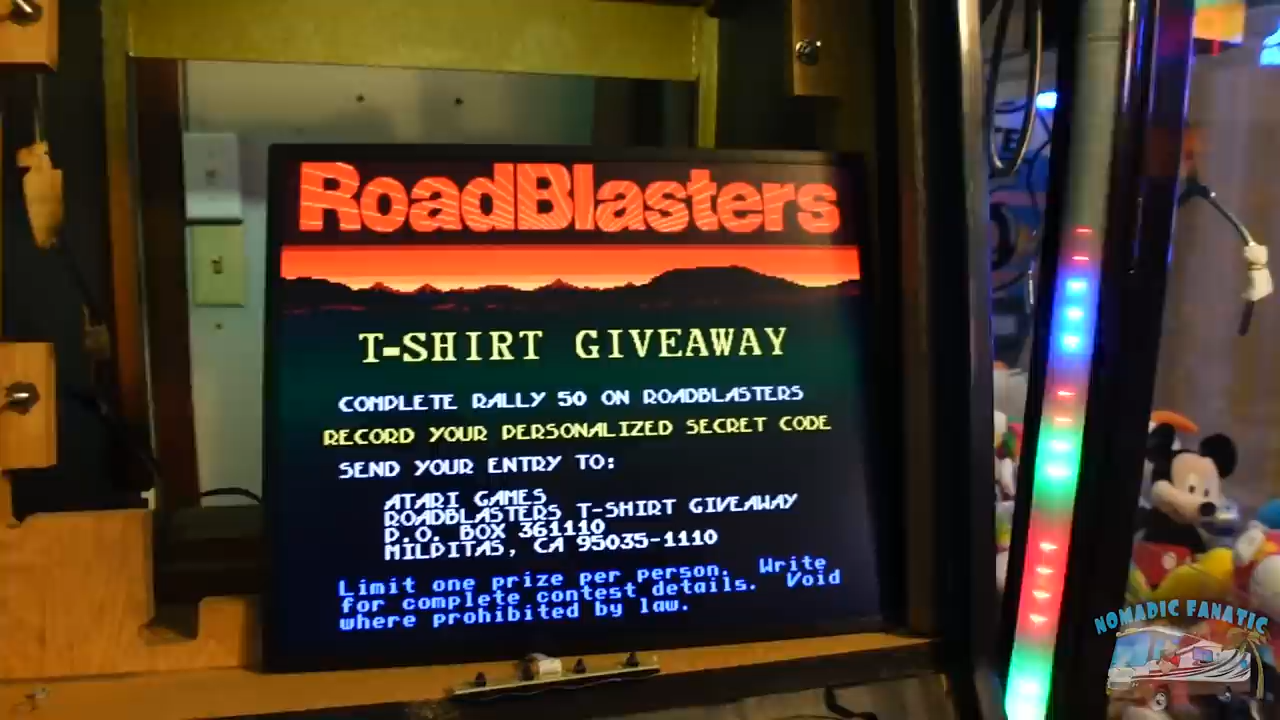 RoadBlasters
T-SHIRT GIVEAWAY
COMPLETE RALLY 50 ON ROADBLASTERS
RECORD YOUR PERSONALIZED SECRET CODE
SEND YOUR ENTRY TO:
ATARI GAMES
ROADBLASTERS T-SHIRT GIVEAWAY
P.O. BOX 361110
MILPITAS, CA 95035-1110
Limit one prize per person. Write
for complete contest details. Void
where prohibited by law.
NOMADIC FANATIC